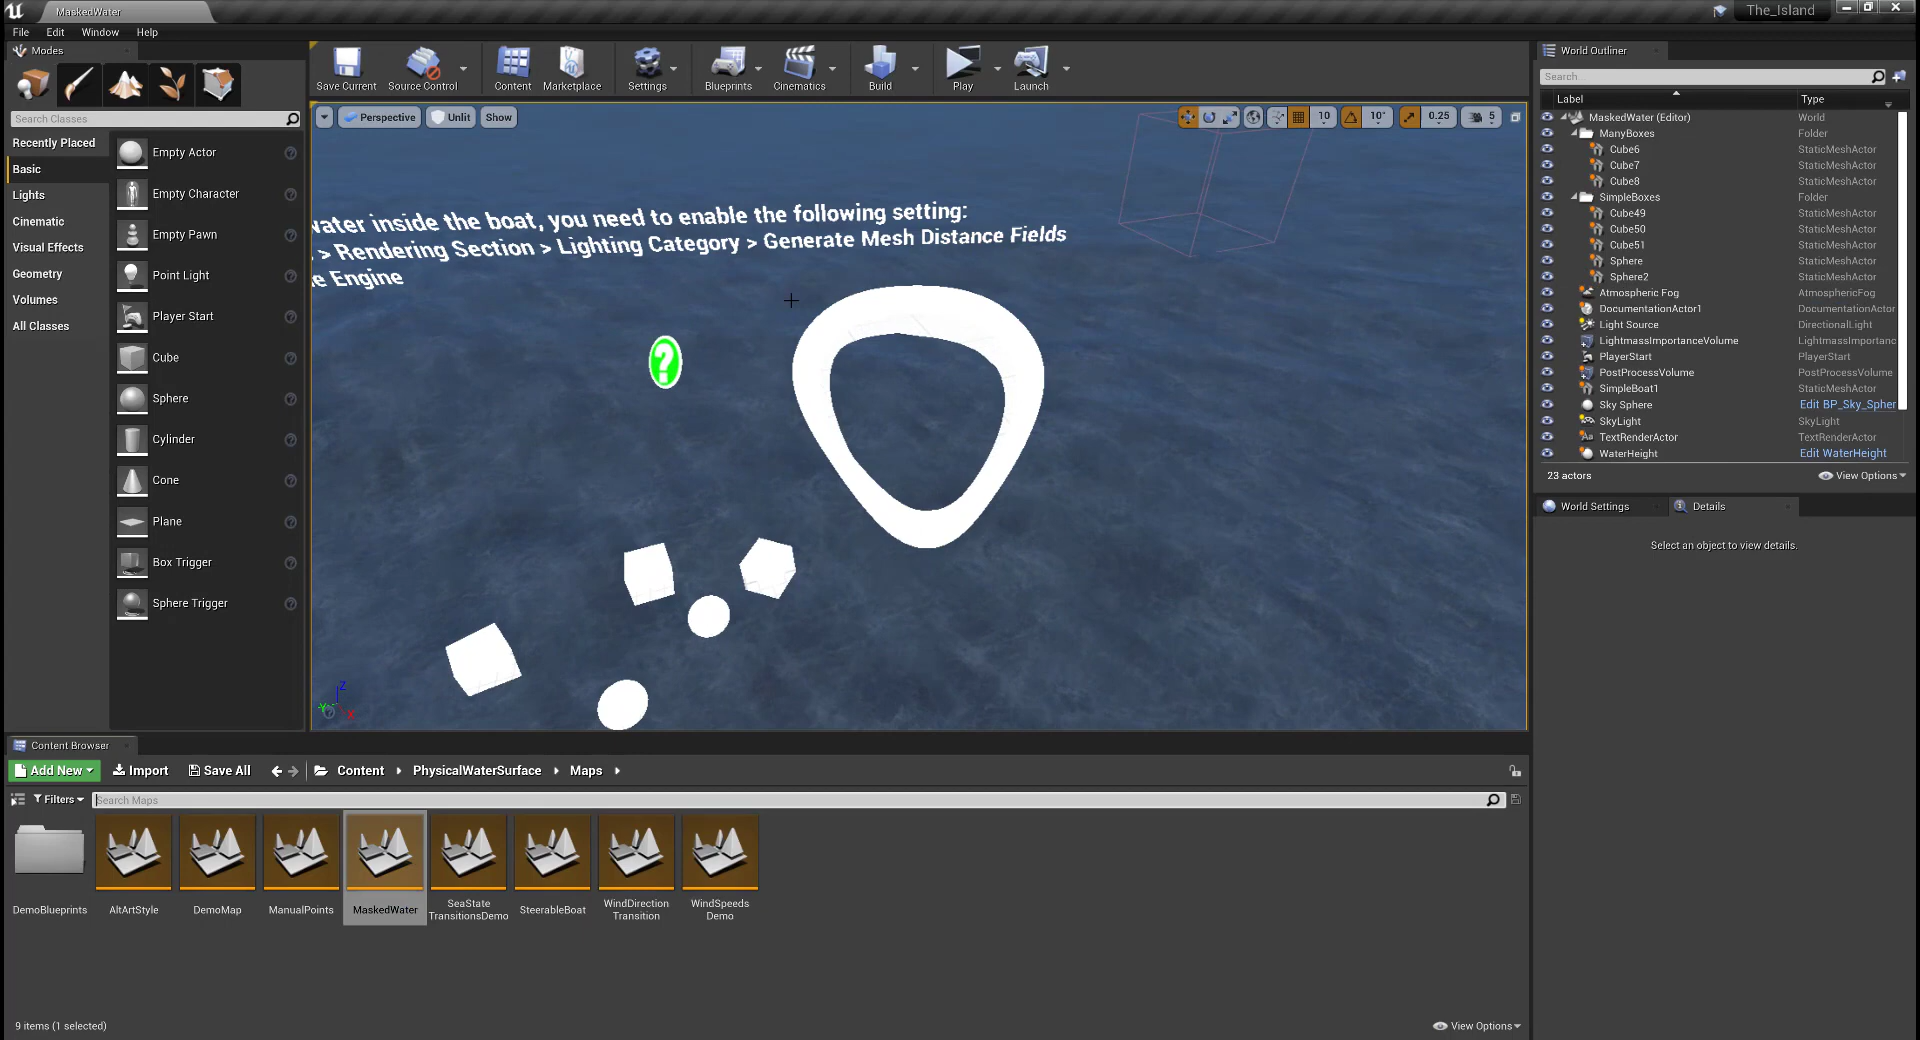 MaskedWater
The_Island
File Edit Window Help
Modes
Search Classes
Recently Placed
Basic
Lights
Cinematic
Visual Effects
Geometry
Volumes
All Classes
Empty Actor
Empty Character
Empty Pawn
Point Light
Player Start
Cube
Sphere
Cylinder
Cone
Plane
Box Trigger
Sphere Trigger
Save Current Source Control Content Marketplace Settings Blueprints Cinematics Build Play Launch
Perspective Unlit Show
10 10° 0.25 5
water inside the boat, you need to enable the following setting:
> Rendering Section > Lighting Category > Generate Mesh Distance Fields
e Engine
?
Z
Y X
World Outliner
Search...
Label Type
MaskedWater (Editor) World
ManyBoxes Folder
Cube6 StaticMeshActor
Cube7 StaticMeshActor
Cube8 StaticMeshActor
SimpleBoxes Folder
Cube49 StaticMeshActor
Cube50 StaticMeshActor
Cube51 StaticMeshActor
Sphere StaticMeshActor
Sphere2 StaticMeshActor
Atmospheric Fog AtmosphericFog
DocumentationActor1 DocumentationActor
Light Source DirectionalLight
LightmassImportanceVolume LightmassImportanc
PlayerStart PlayerStart
PostProcessVolume PostProcessVolume
SimpleBoat1 StaticMeshActor
Sky Sphere Edit BP_Sky_Spher
SkyLight SkyLight
TextRenderActor TextRenderActor
WaterHeight Edit WaterHeight
23 actors View Options
World Settings Details
Select an object to view details.
Content Browser
Add New Import Save All Content PhysicalWaterSurface Maps
Filters Search Maps
DemoBlueprints
AltArtStyle
DemoMap
ManualPoints
MaskedWater
SeaState
TransitionsDemo
SteerableBoat
WindDirection
Transition
WindSpeeds
Demo
9 items (1 selected) View Options